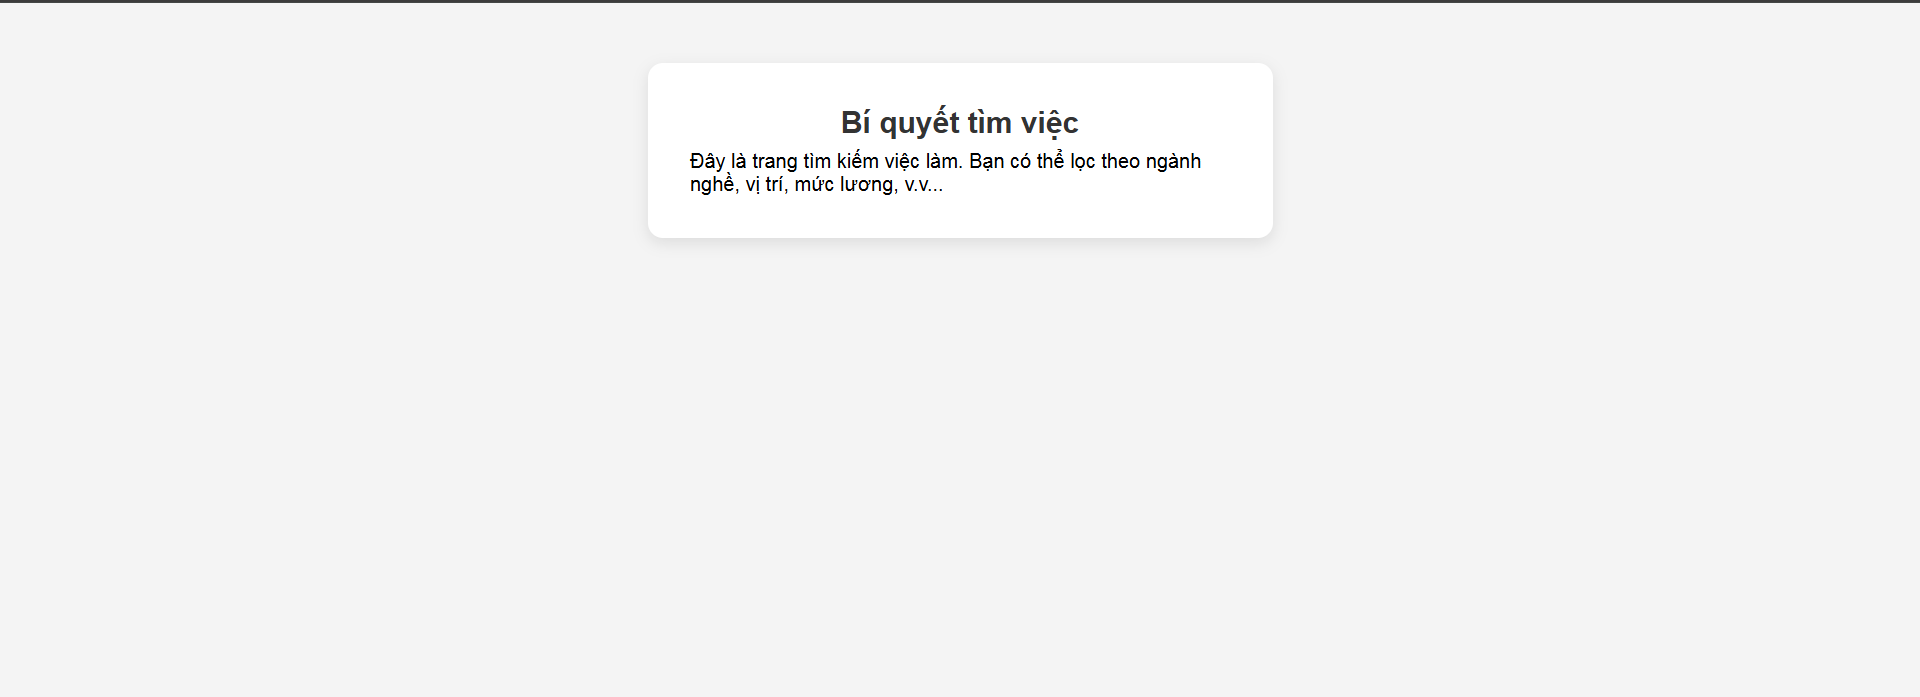 Bí quyết tìm việc
Đây là trang tìm kiếm việc làm. Bạn có thể lọc theo ngành
nghề, vị trí, mức lương, v.v...